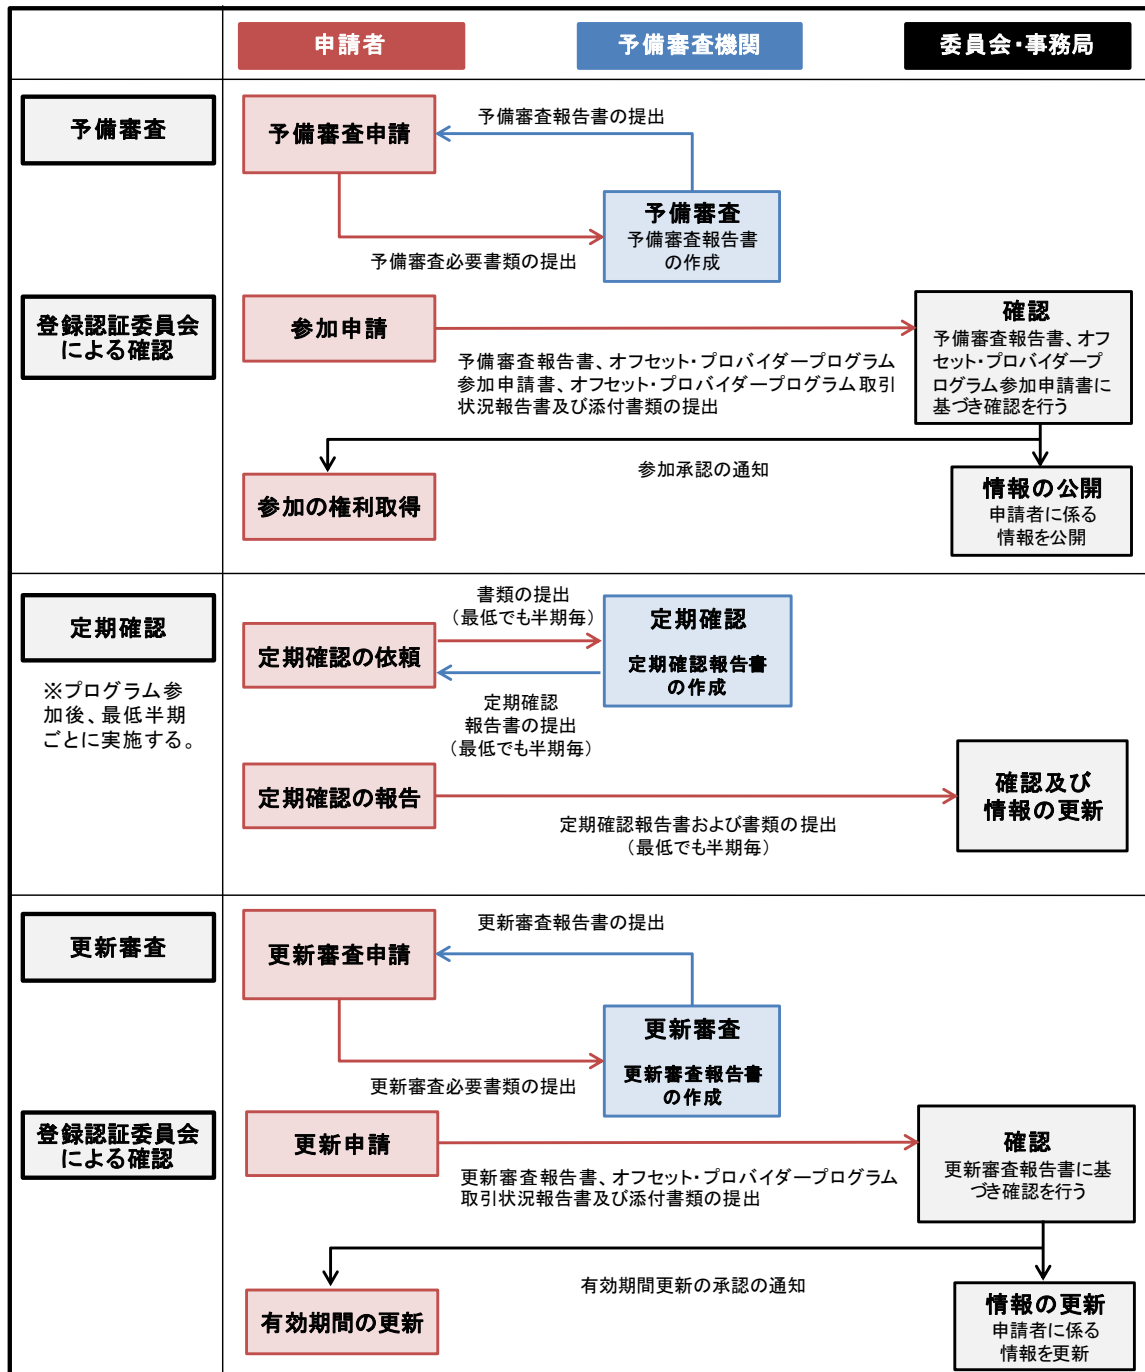 申請者
予備審査機関
委員会・事務局
予備審査
予備審査申請
予備審査報告書の提出
予備審査
予備審査報告書
の作成
予備審査必要書類の提出
登録認証委員会
による確認
参加申請
予備審査報告書、オフセット・プロバイダープログラム
参加申請書、オフセット・プロバイダープログラム取引
状況報告書及び添付書類の提出
確認
予備審査報告書、オフ
セット・プロバイダープ
ログラム参加申請書に
基づき確認を行う
参加承認の通知
参加の権利取得
情報の公開
申請者に係る
情報を公開
定期確認
※プログラム参
加後、最低半期
ごとに実施する。
定期確認の依頼
書類の提出
（最低でも半期毎）
定期確認
定期確認報告書
の作成
定期確認
報告書の提出
（最低でも半期毎）
定期確認の報告
定期確認報告書および書類の提出
（最低でも半期毎）
確認及び
情報の更新
更新審査
更新審査申請
更新審査報告書の提出
更新審査
更新審査報告書
の作成
更新審査必要書類の提出
登録認証委員会
による確認
更新申請
更新審査報告書、オフセット・プロバイダープログラム
取引状況報告書及び添付書類の提出
確認
更新審査報告書に基
づき確認を行う
有効期間更新の承認の通知
有効期間の更新
情報の更新
申請者に係る
情報を更新